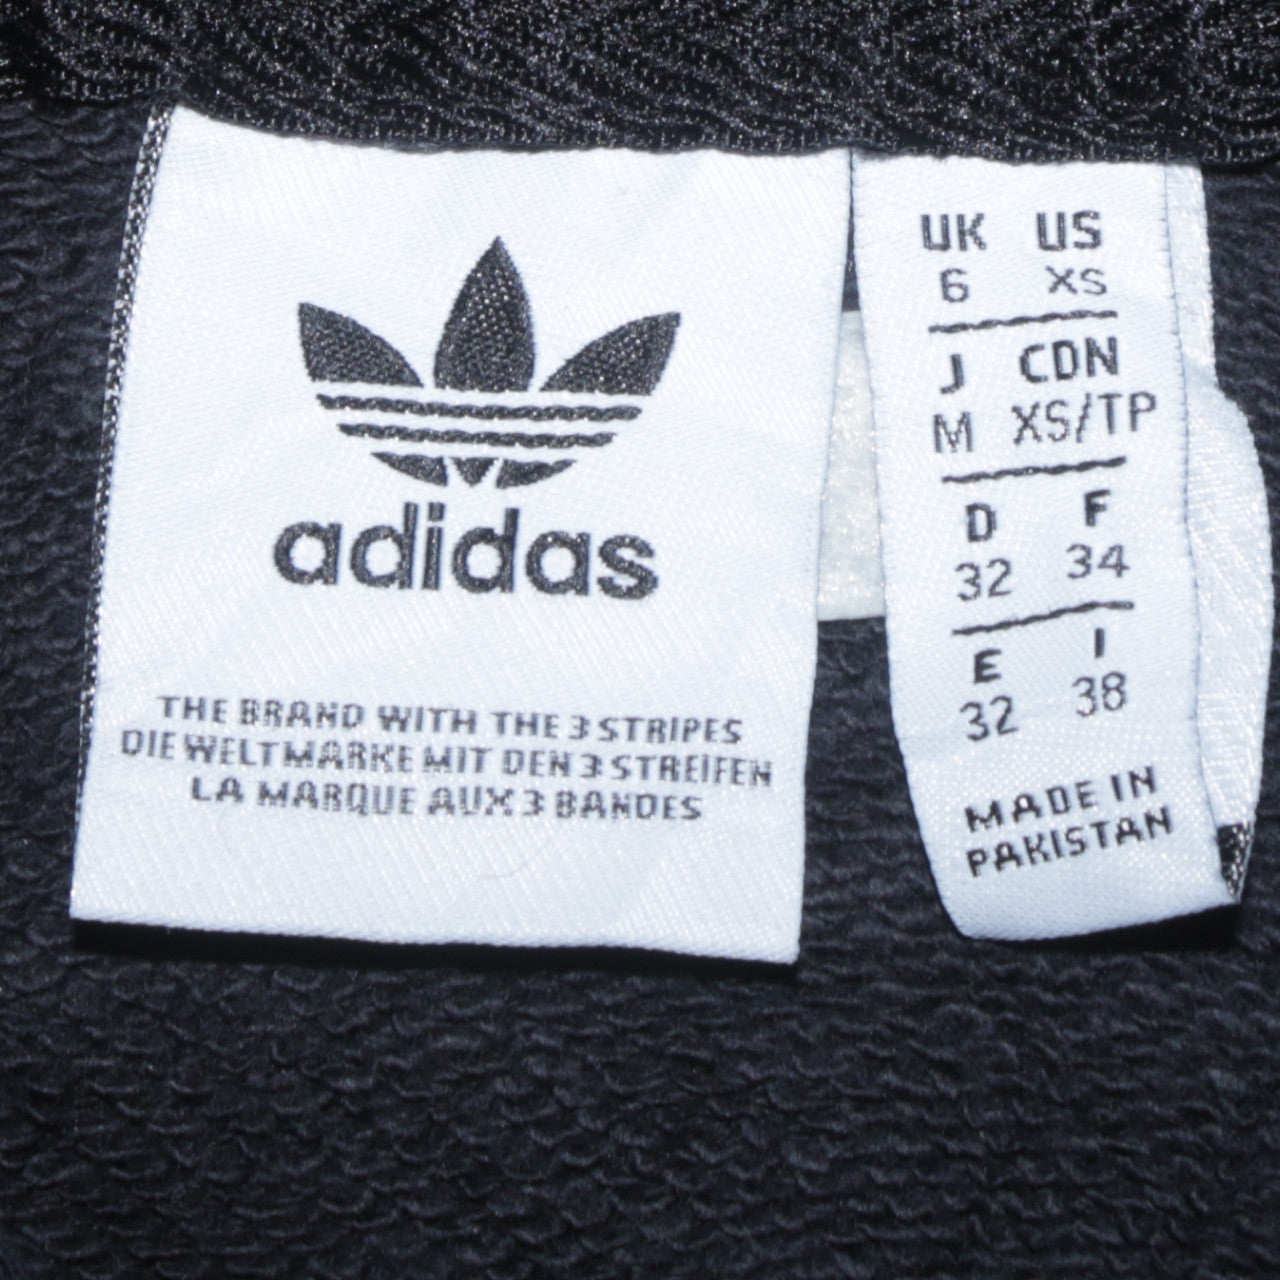 adidas
THE BRAND WITH THE 3 STRIPES
DIE WELTMARKE MIT DEN 3 STREIFEN
LA MARQUE AUX 3 BANDES
UK US
6 XS
J CDN
M XS/TP
D F
32 34
E I
32 38
MADE IN
PAKISTAN